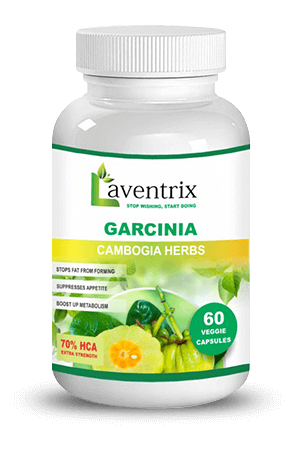 Laventrix
STOP WISHING, START DOING
GARCINIA
CAMBOGIA HERBS
STOPS FAT FROM FORMING
SUPPRESSES APPETITE
BOOST UP METABOLISM
70% HCA
EXTRA STRENGTH
60
VEGGIE
CAPSULES